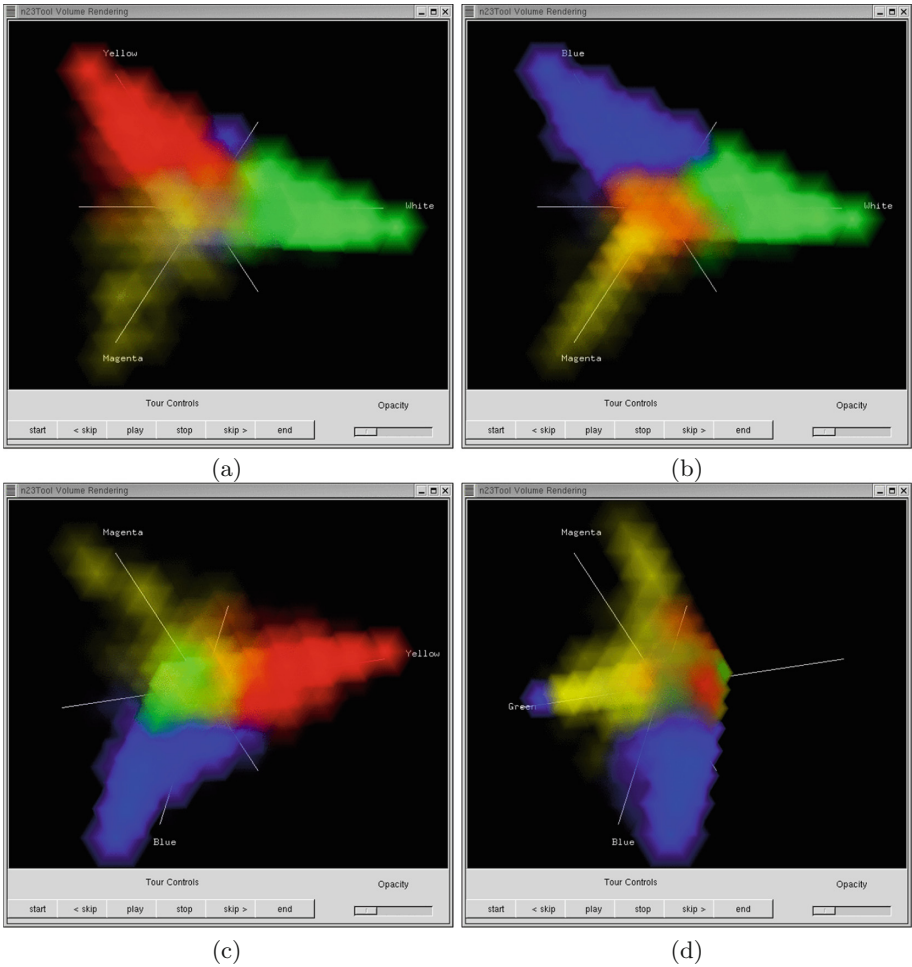 n23Tool Volume Rendering
Yellow
White
Magenta
Tour Controls
Opacity
start < skip play stop skip > end
(a)
n23Tool Volume Rendering
Blue
White
Magenta
Tour Controls
Opacity
start < skip play stop skip > end
(b)
n23Tool Volume Rendering
Magenta
Yellow
Blue
Tour Controls
Opacity
start < skip play stop skip > end
(c)
n23Tool Volume Rendering
Magenta
Green
Blue
Tour Controls
Opacity
start < skip play stop skip > end
(d)